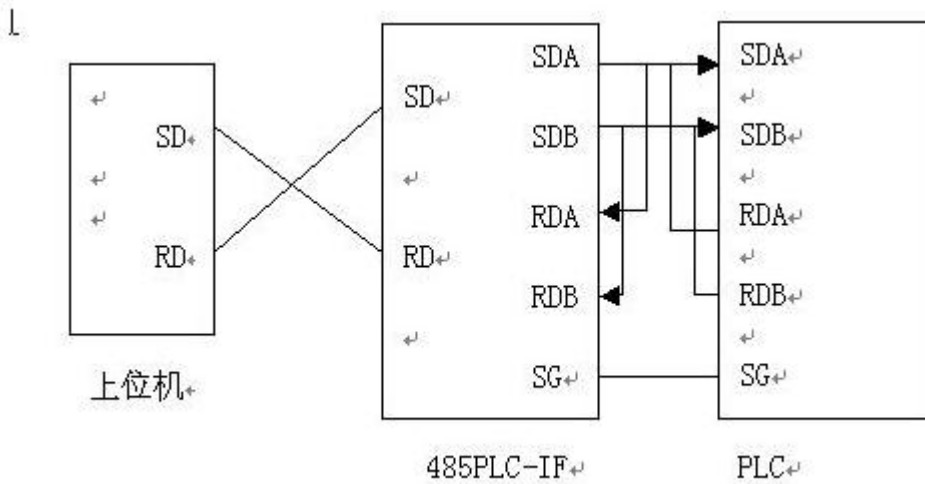 SD
RD
上位机
SD
RD
SDA
SDB
RDA
RDB
SG
485PLC-IF
SDA
SDB
RDA
RDB
SG
PLC